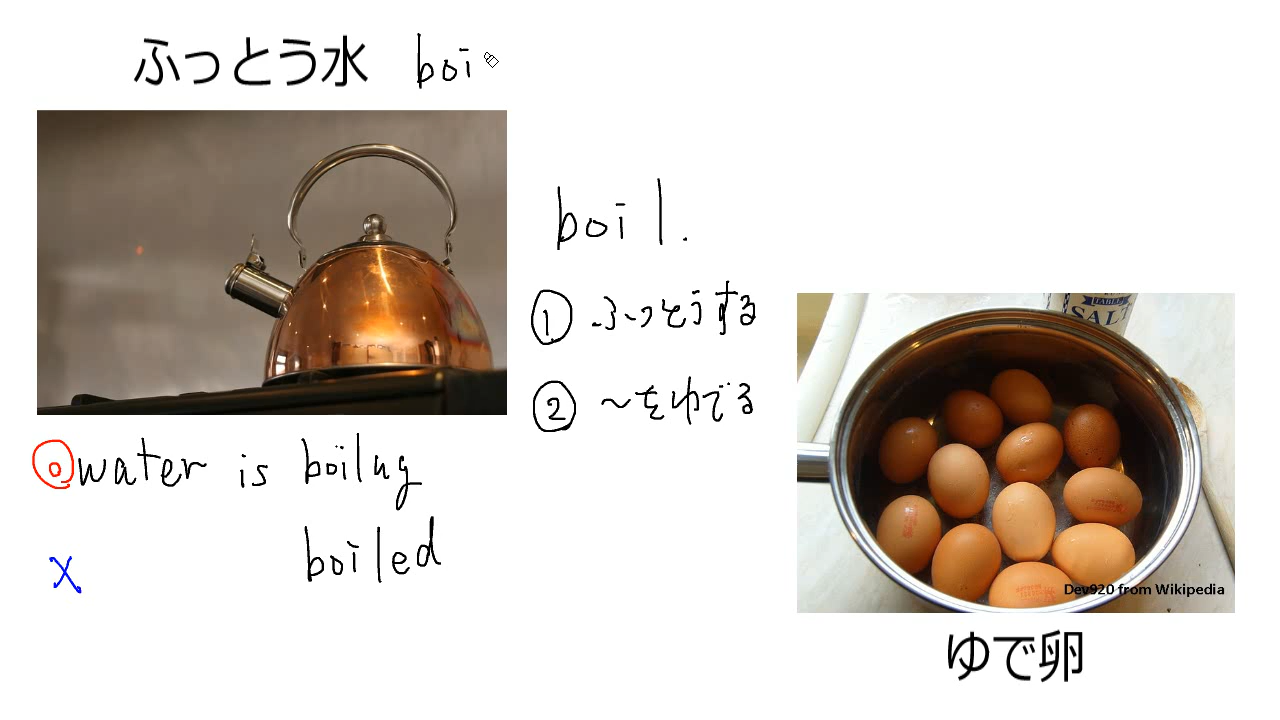 ふっとう水 boi
boil.
① ふっとうする
② ～をゆでる
○water is boilng
× boiled
TABLE
SALT
Dev920 from Wikipedia
ゆで卵